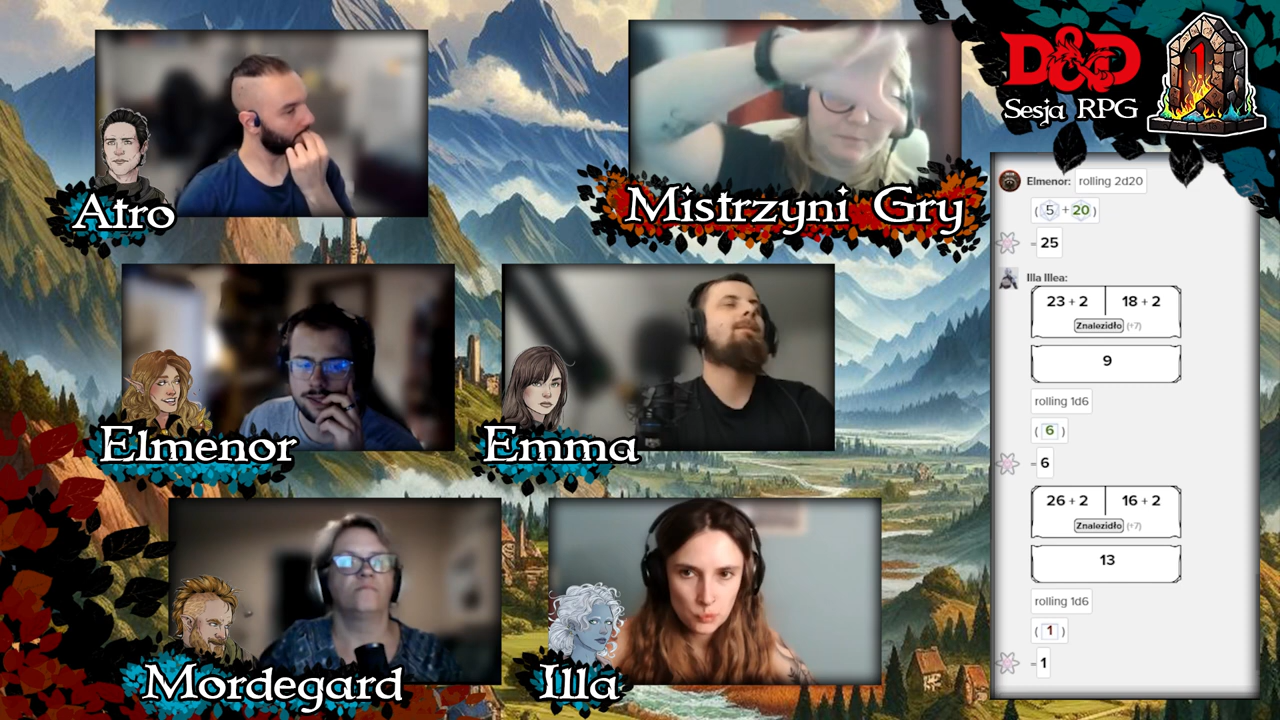 Atro
Mistrzyni Gry
Elmenor
Emma
Mordegard
Illa
D&D
Sesja RPG
1
Elmenor: rolling 2d20
(5+20)
=25
Illa Illea:
23+2 | 18+2
Znalezidło (+7)
9
rolling 1d6
(6)
=6
26+2 | 16+2
Znalezidło (+7)
13
rolling 1d6
(1)
=1